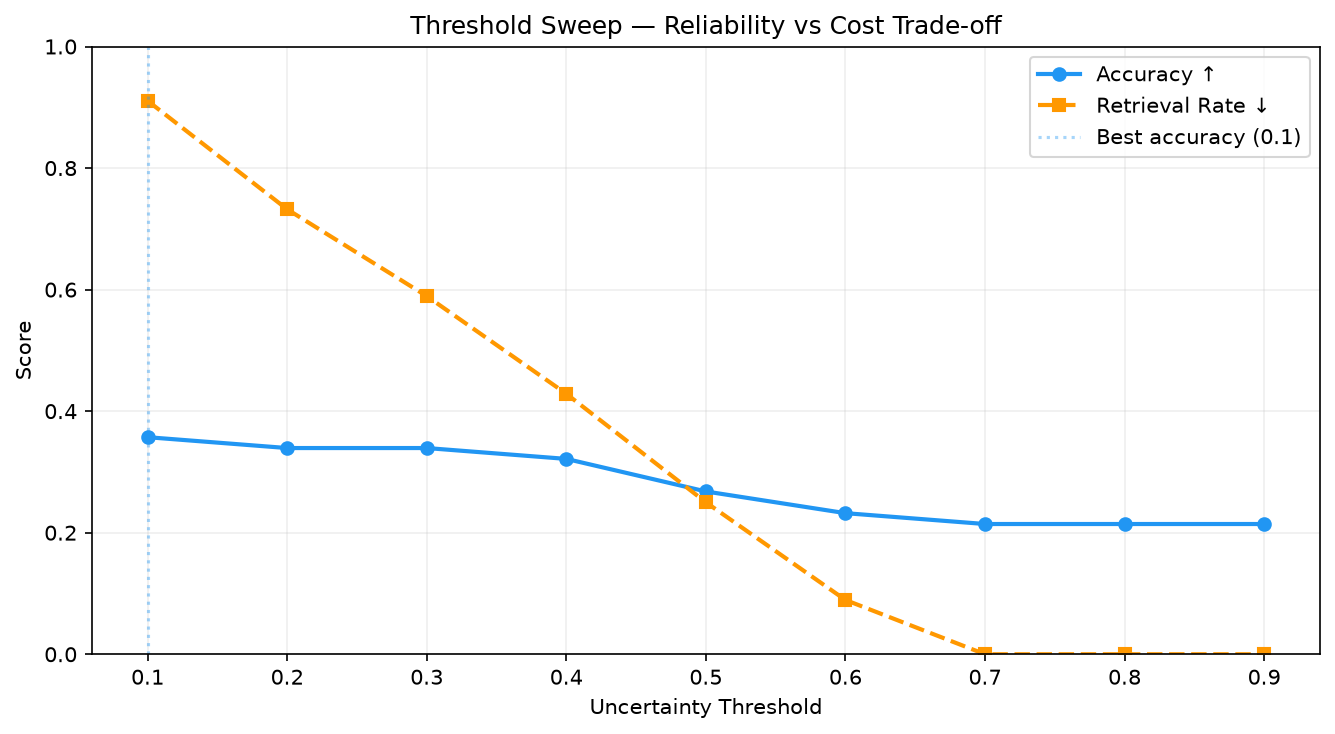 Threshold Sweep — Reliability vs Cost Trade-off
Accuracy ↑
Retrieval Rate ↓
Best accuracy (0.1)
Score
1.0
0.8
0.6
0.4
0.2
0.0
0.1 0.2 0.3 0.4 0.5 0.6 0.7 0.8 0.9
Uncertainty Threshold